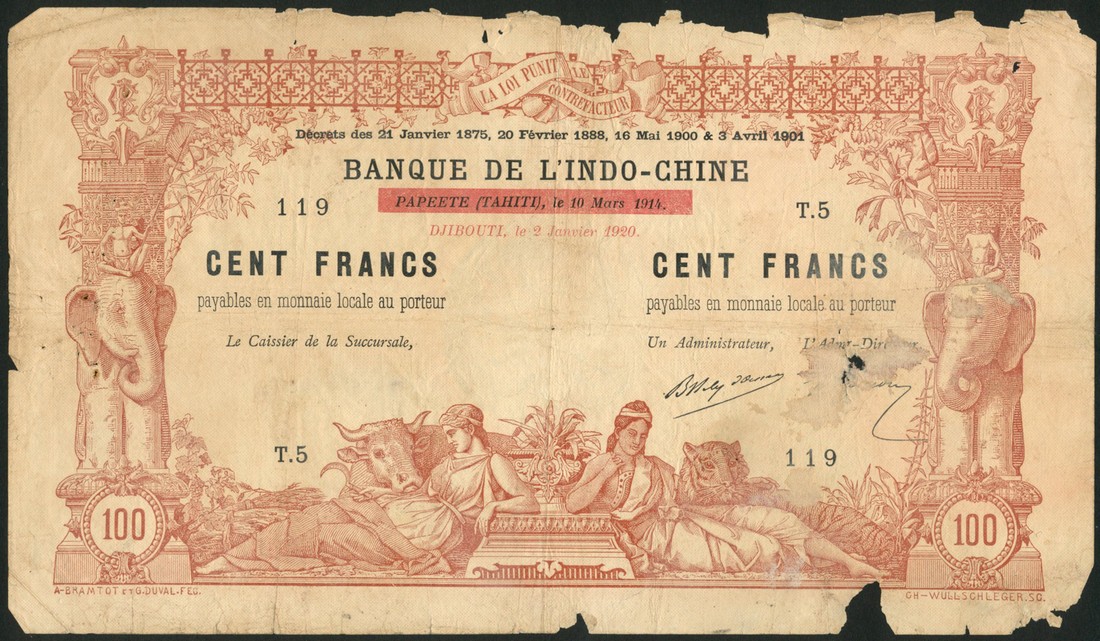 LA LOI PUNIT LE CONTREFACTEUR
Décrets des 21 Janvier 1875, 20 Février 1888, 16 Mai 1900 & 3 Avril 1901
BANQUE DE L'INDO-CHINE
119
PAPEETE (TAHITI), le 10 Mars 1914.
T.5
DJIBOUTI, le 2 Janvier 1920.
CENT FRANCS
CENT FRANCS
payables en monnaie locale au porteur
payables en monnaie locale au porteur
Le Caissier de la Succursale,
Un Administrateur,
T.5
119
100
100
A-BRAMTOT ET G.DUVAL.FEC.
CH-WULLSCHLEGER.SC.